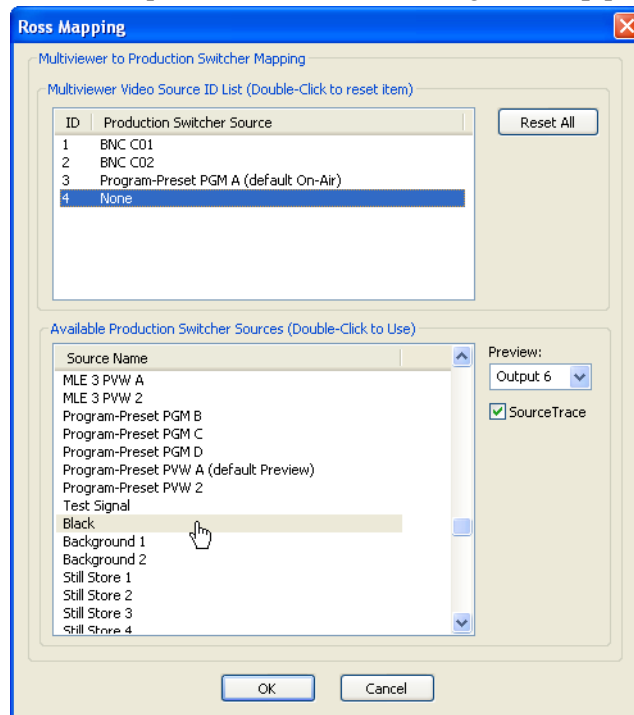 Ross Mapping
Multiviewer to Production Switcher Mapping
Multiviewer Video Source ID List (Double-Click to reset item)
ID Production Switcher Source
Reset All
1 BNC C01
2 BNC C02
3 Program-Preset PGM A (default On-Air)
4 None
Available Production Switcher Sources (Double-Click to Use)
Source Name
Preview:
Output 6
SourceTrace
MLE 3 PVW A
MLE 3 PVW 2
Program-Preset PGM B
Program-Preset PGM C
Program-Preset PGM D
Program-Preset PVW A (default Preview)
Program-Preset PVW 2
Test Signal
Black
Background 1
Background 2
Still Store 1
Still Store 2
Still Store 3
Still Store 4
OK
Cancel